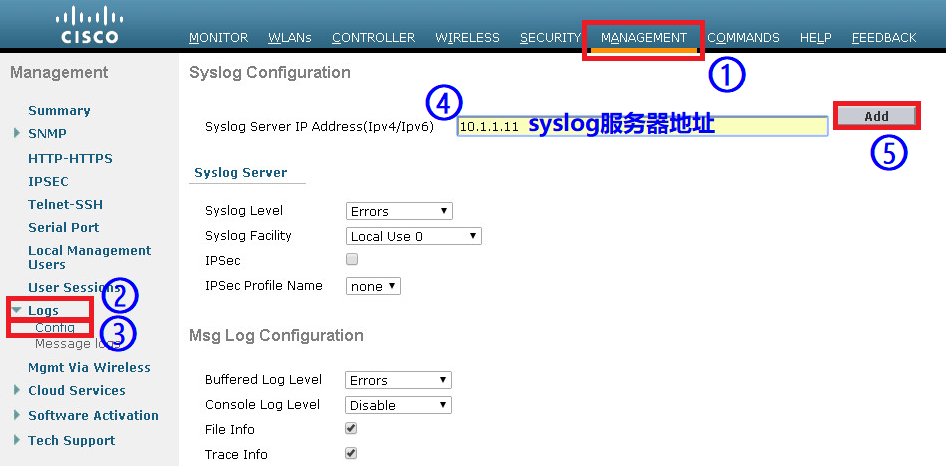 CISCO
MONITOR WLANs CONTROLLER WIRELESS SECURITY MANAGEMENT COMMANDS HELP FEEDBACK
①
Management
Summary
SNMP
HTTP-HTTPS
IPSEC
Telnet-SSH
Serial Port
Local Management
Users
User Sessions
②
Logs
Config
③
Message logs
Mgmt Via Wireless
Cloud Services
Software Activation
Tech Support
Syslog Configuration
④
Syslog Server IP Address(Ipv4/Ipv6) 10.1.1.11 syslog服务器地址 Add
⑤
Syslog Server
Syslog Level Errors
Syslog Facility Local Use 0
IPSec
IPSec Profile Name none
Msg Log Configuration
Buffered Log Level Errors
Console Log Level Disable
File Info
Trace Info